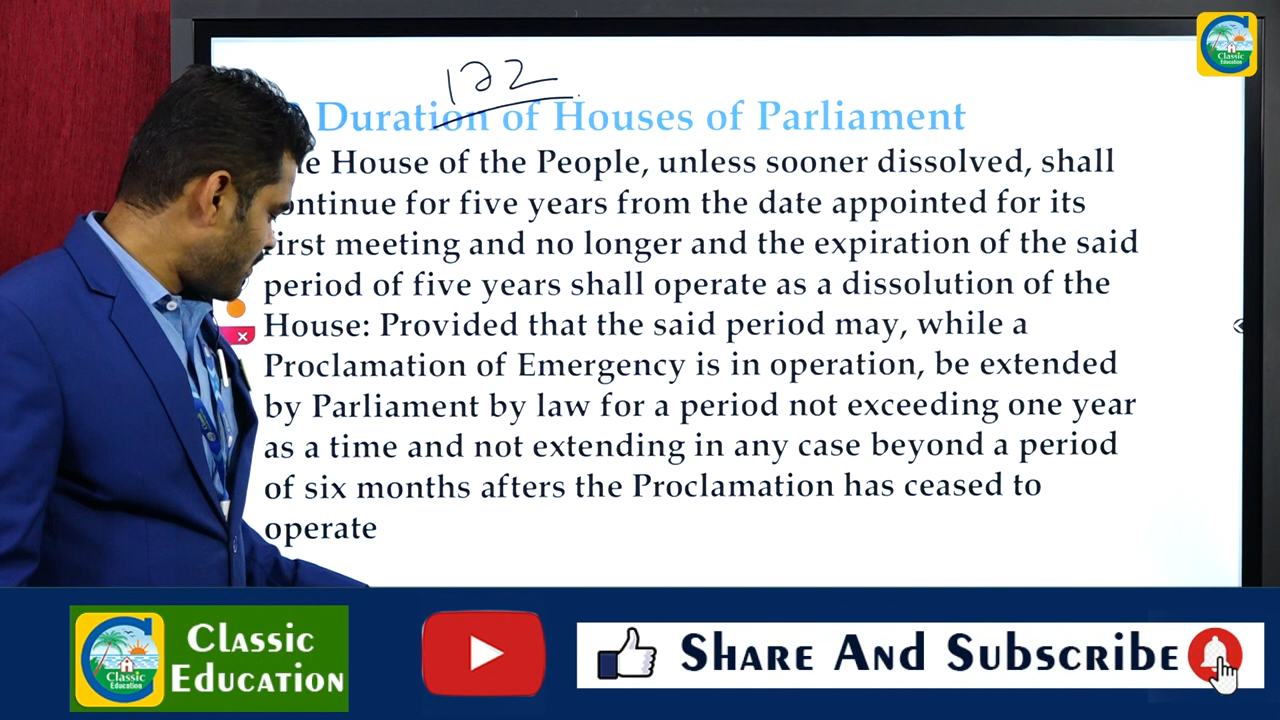 122
Duration of Houses of Parliament
House of the People, unless sooner dissolved, shall
for five years from the date appointed for its
first meeting and no longer and the expiration of the said
period of five years shall operate as a dissolution of the
House: Provided that the said period may, while a
Proclamation of Emergency is in operation, be extended
by Parliament by law for a period not exceeding one year
as a time and not extending in any case beyond a period
of six months afters the Proclamation has ceased to
operate
Classic
Education
Classic
Education
Classic
Education
Share And Subscribe